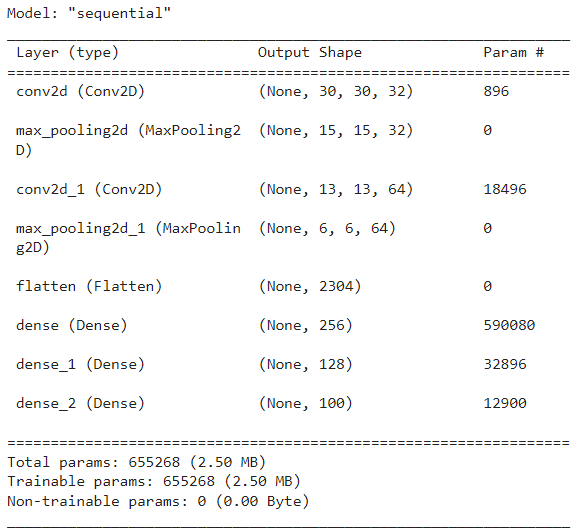 Model: "sequential"
_________________________________________________________________
Layer (type) Output Shape Param #
=================================================================
conv2d (Conv2D) (None, 30, 30, 32) 896
max_pooling2d (MaxPooling2 (None, 15, 15, 32) 0
D)
conv2d_1 (Conv2D) (None, 13, 13, 64) 18496
max_pooling2d_1 (MaxPoolin (None, 6, 6, 64) 0
g2D)
flatten (Flatten) (None, 2304) 0
dense (Dense) (None, 256) 590080
dense_1 (Dense) (None, 128) 32896
dense_2 (Dense) (None, 100) 12900
=================================================================
Total params: 655268 (2.50 MB)
Trainable params: 655268 (2.50 MB)
Non-trainable params: 0 (0.00 Byte)
_________________________________________________________________